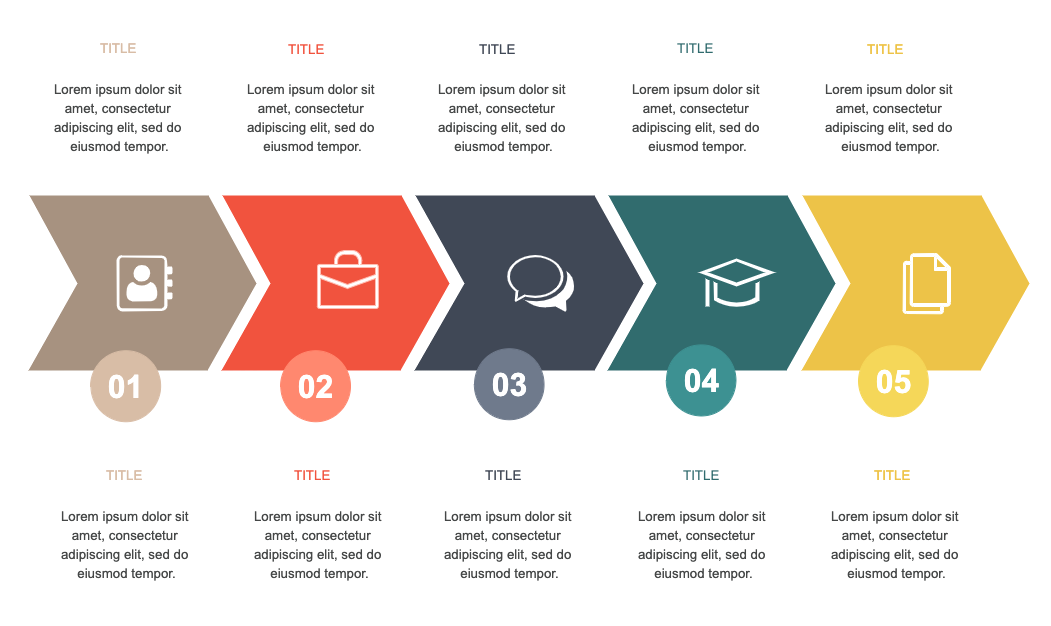 TITLE
Lorem ipsum dolor sit
amet, consectetur
adipiscing elit, sed do
eiusmod tempor.
TITLE
Lorem ipsum dolor sit
amet, consectetur
adipiscing elit, sed do
eiusmod tempor.
TITLE
Lorem ipsum dolor sit
amet, consectetur
adipiscing elit, sed do
eiusmod tempor.
TITLE
Lorem ipsum dolor sit
amet, consectetur
adipiscing elit, sed do
eiusmod tempor.
TITLE
Lorem ipsum dolor sit
amet, consectetur
adipiscing elit, sed do
eiusmod tempor.
01
02
03
04
05
TITLE
Lorem ipsum dolor sit
amet, consectetur
adipiscing elit, sed do
eiusmod tempor.
TITLE
Lorem ipsum dolor sit
amet, consectetur
adipiscing elit, sed do
eiusmod tempor.
TITLE
Lorem ipsum dolor sit
amet, consectetur
adipiscing elit, sed do
eiusmod tempor.
TITLE
Lorem ipsum dolor sit
amet, consectetur
adipiscing elit, sed do
eiusmod tempor.
TITLE
Lorem ipsum dolor sit
amet, consectetur
adipiscing elit, sed do
eiusmod tempor.